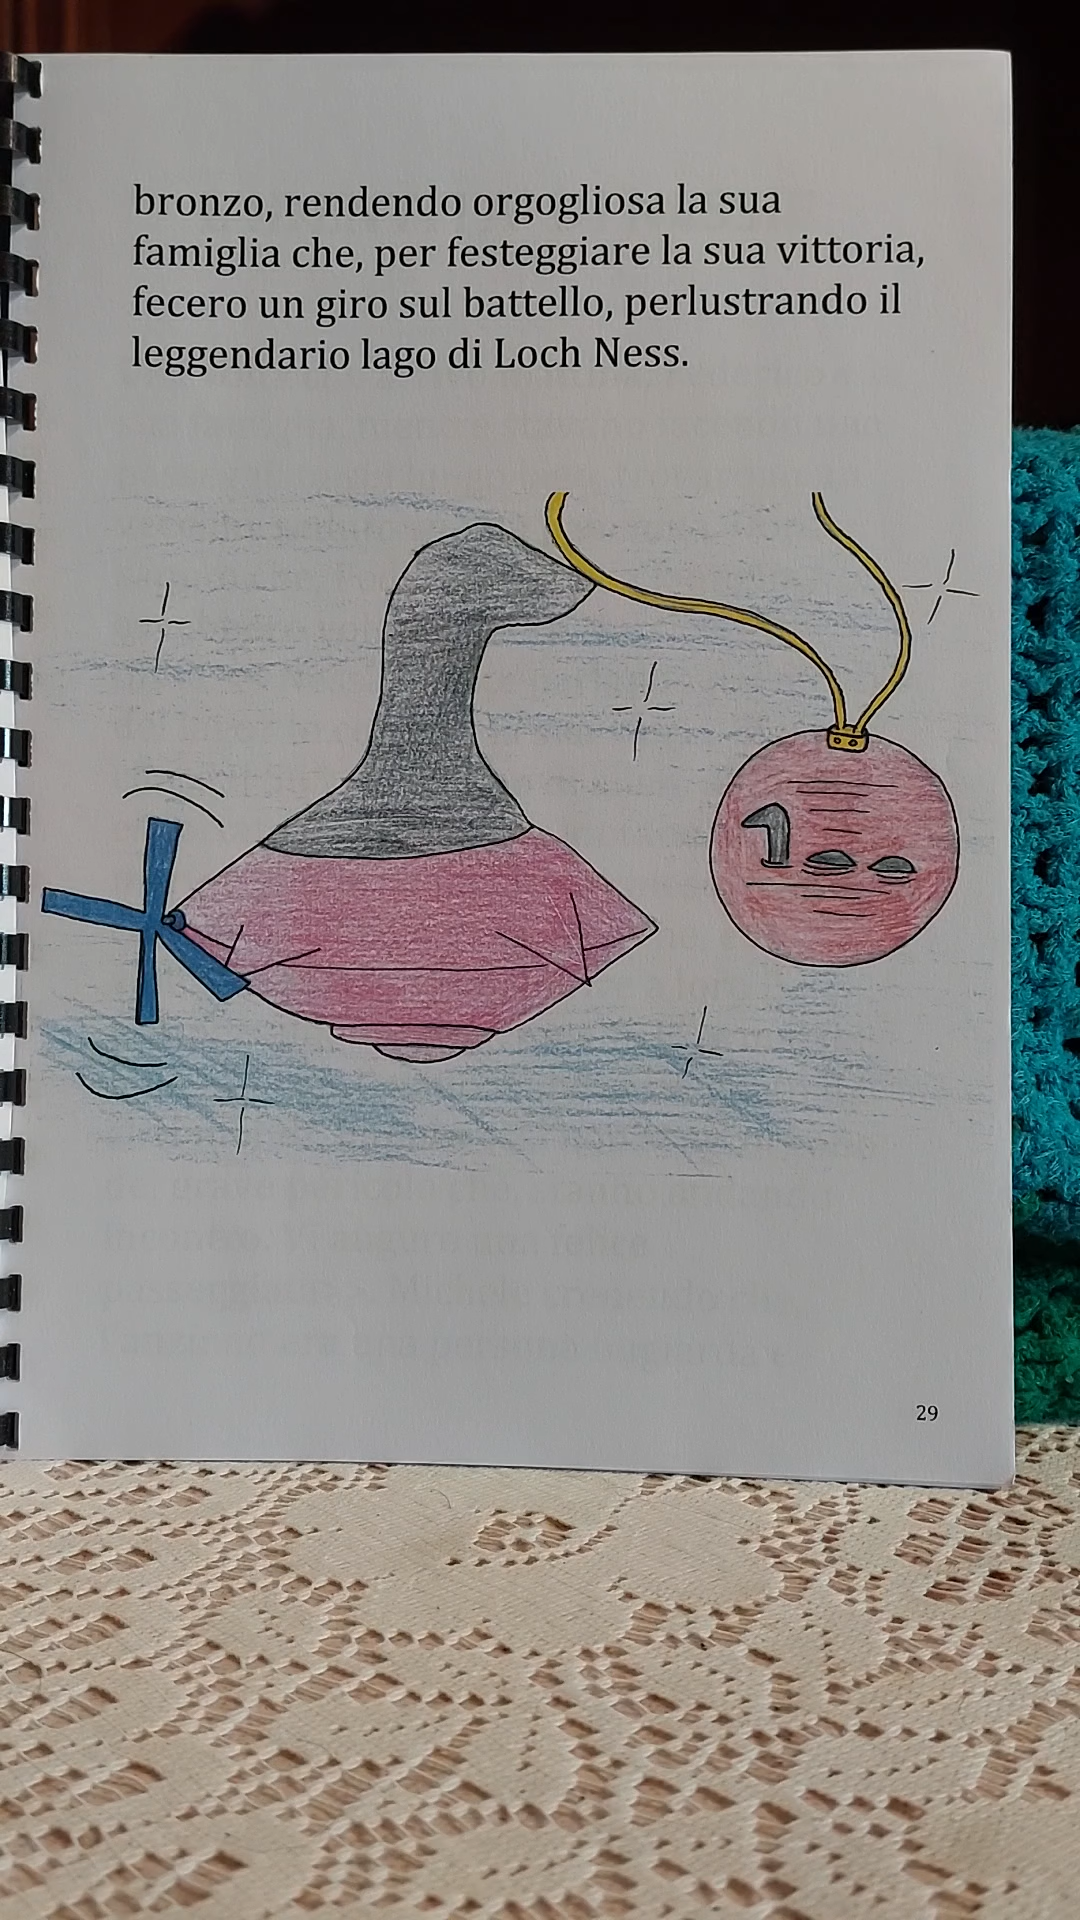 bronzo, rendendo orgogliosa la sua
famiglia che, per festeggiare la sua vittoria,
fecero un giro sul battello, perlustrando il
leggendario lago di Loch Ness.
29